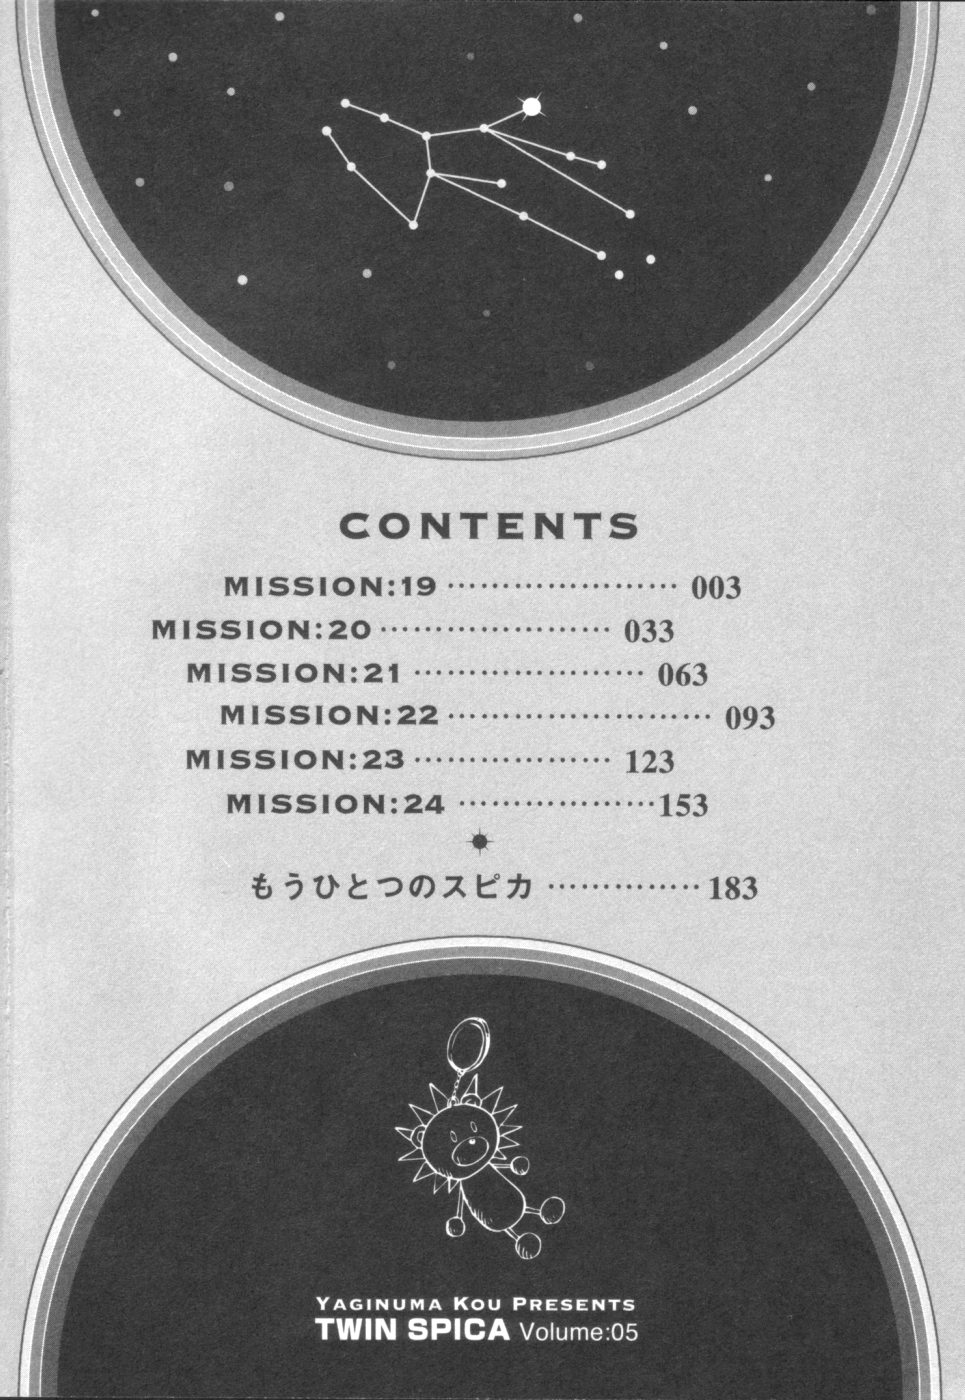 CONTENTS
MISSION:19 ····················· 003
MISSION:20 ····················· 033
MISSION:21 ····················· 063
MISSION:22 ························ 093
MISSION:23 ·················· 123
MISSION:24 ·················· 153
もうひとつのスピカ ·············· 183
YAGINUMA KOU PRESENTS
TWIN SPICA Volume:05